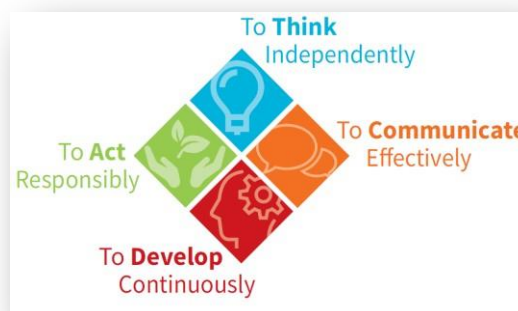 To Think
Independently
To Communicate
Effectively
To Act
Responsibly
To Develop
Continuously